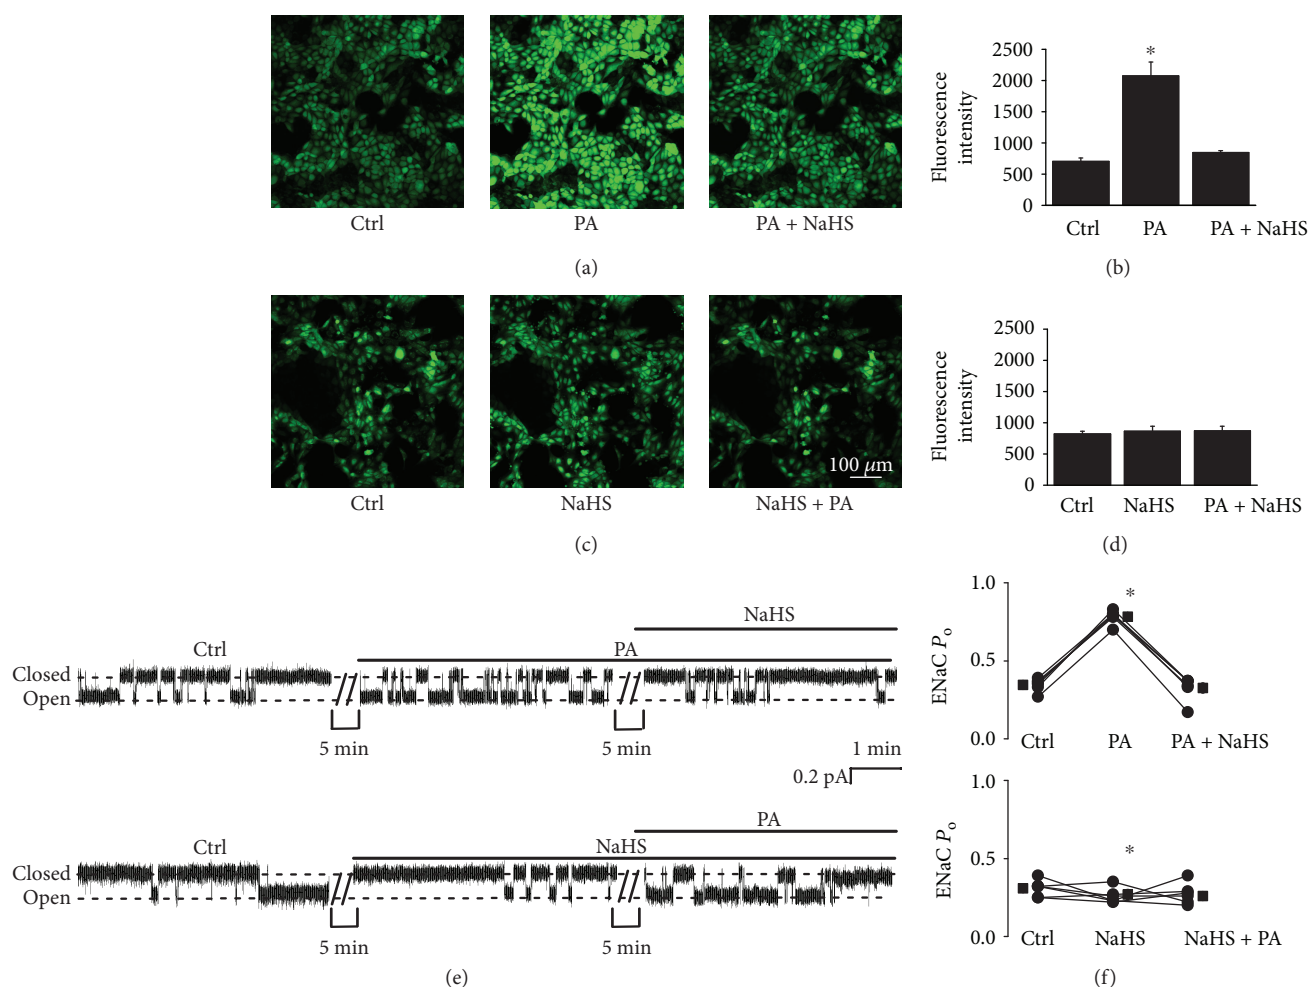 Ctrl
PA
PA + NaHS
(a)
2500
2000
1500
1000
500
0
Fluorescence
intensity
*
Ctrl
PA
PA + NaHS
(b)
100 μm
Ctrl
NaHS
NaHS + PA
(c)
2500
2000
1500
1000
500
0
Fluorescence
intensity
Ctrl
NaHS
PA + NaHS
(d)
NaHS
Ctrl
PA
Closed
Open
5 min
5 min
1 min
0.2 pA
PA
Ctrl
NaHS
Closed
Open
5 min
5 min
(e)
1.0
0.5
0.0
ENaC Po
*
Ctrl
PA
PA + NaHS
1.0
0.5
0.0
ENaC Po
*
Ctrl
NaHS
NaHS + PA
(f)